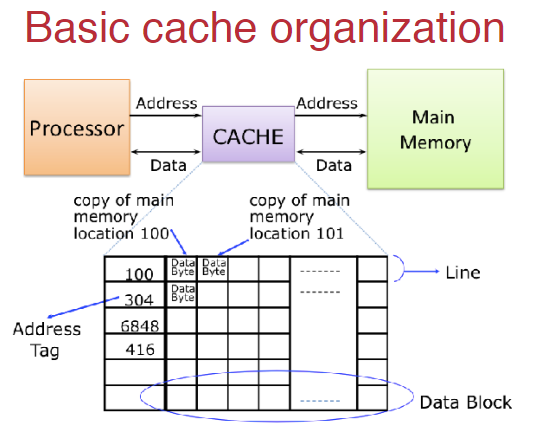 Basic cache organization
Address
Address
Processor
CACHE
Main
Memory
Data
Data
copy of main
memory
location 100
copy of main
memory
location 101
Data
Byte
Data
Byte
100
Line
Data
Byte
304
Address
Tag
6848
416
Data Block